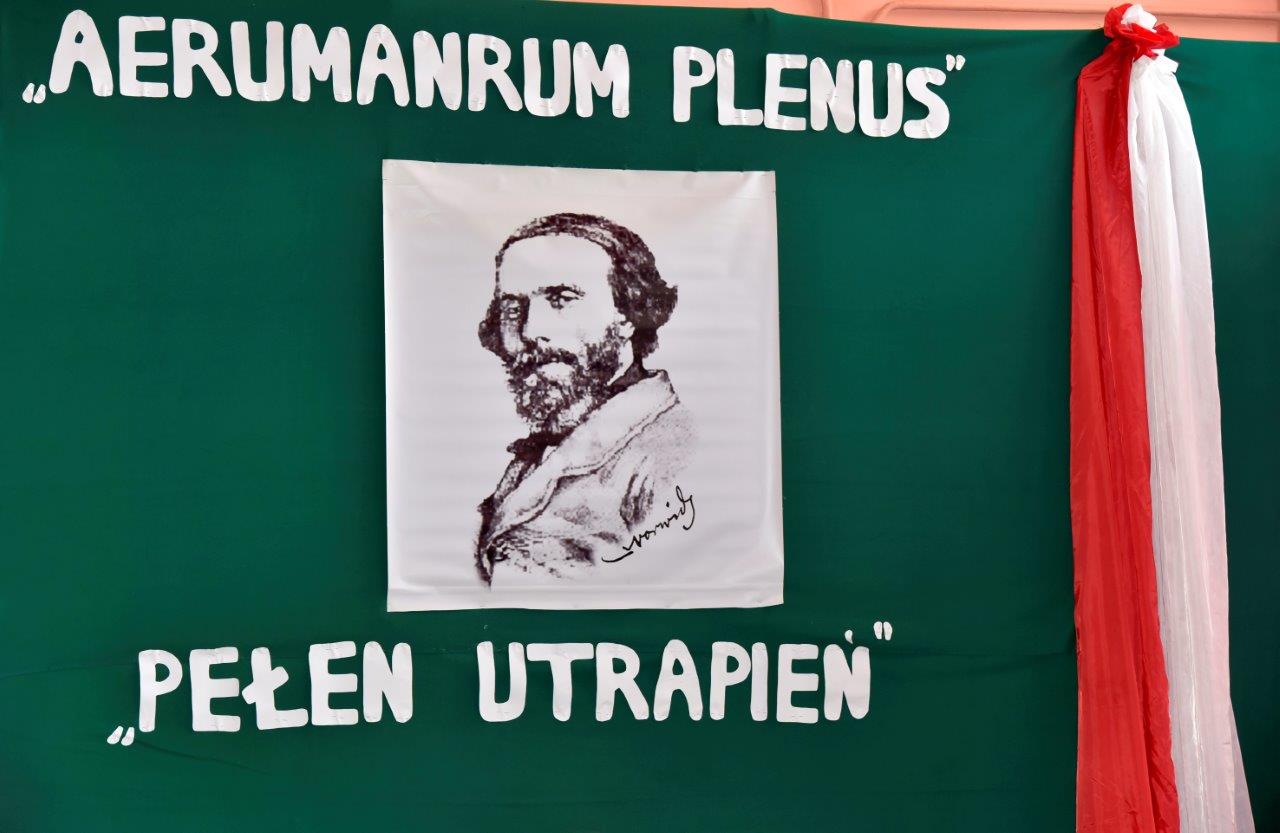 „AERUMANRUM PLENUS”
Norwid
„PEŁEN UTRAPIEŃ”